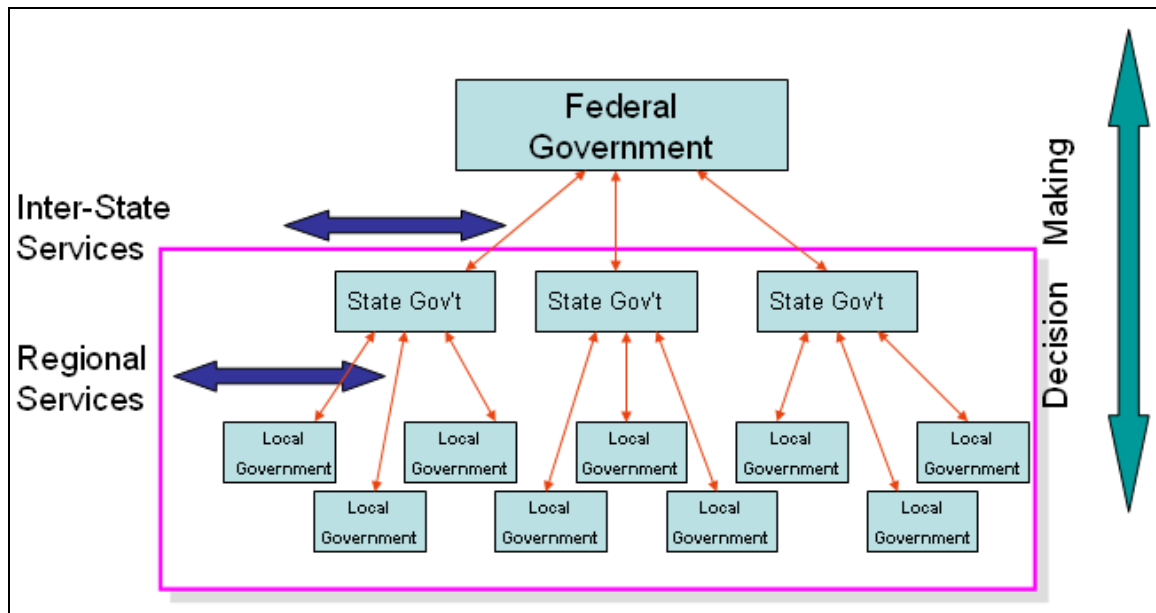 Federal
Government
Inter-State
Services
Decision Making
State Gov't
State Gov't
State Gov't
Regional
Services
Local
Government
Local
Government
Local
Government
Local
Government
Local
Government
Local
Government
Local
Government
Local
Government
Local
Government